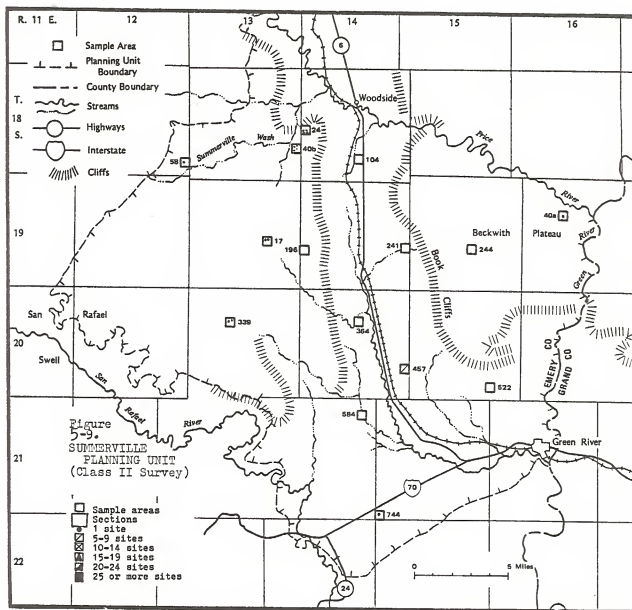 R. 11 E.
12
13
14
15
16
Sample Area
Planning Unit
Boundary
County Boundary
Streams
Highways
Interstate
Cliffs
T.
18
S.
19
20
21
22
6
Woodside
Price
River
Summerville
Wash
24
40b
58
104
17
196
241
244
Beckwith
Plateau
40a
Green
River
Book
Cliffs
San
Rafael
Swell
339
364
457
522
584
EMERY CO
GRAND CO
San
Rafael
River
Green River
70
744
24
0
5 Miles
Figure
5-9.
SUMMERVILLE
PLANNING UNIT
(Class II Survey)
Sample areas
Sections
1 site
5-9 sites
10-14 sites
15-19 sites
20-24 sites
25 or more sites